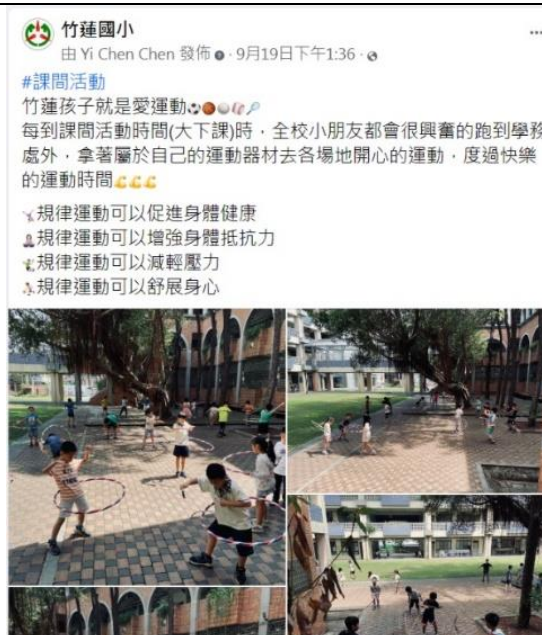 竹蓮國小
由 Yi Chen Chen 發佈 · 9月19日下午1:36 ·
#課間活動
竹蓮孩子就是愛運動⚽🏀⚾🥎🏸
每到課間活動時間(大下課)時，全校小朋友都會很興奮的跑到學務
處外，拿著屬於自己的運動器材去各場地開心的運動，度過快樂
的運動時間💪💪💪
規律運動可以促進身體健康
規律運動可以增強身體抵抗力
規律運動可以減輕壓力
規律運動可以舒展身心